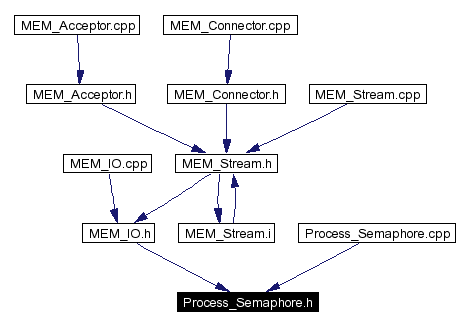 MEM_Acceptor.cpp
MEM_Connector.cpp
MEM_Acceptor.h
MEM_Connector.h
MEM_Stream.cpp
MEM_IO.cpp
MEM_Stream.h
MEM_IO.h
MEM_Stream.i
Process_Semaphore.cpp
Process_Semaphore.h